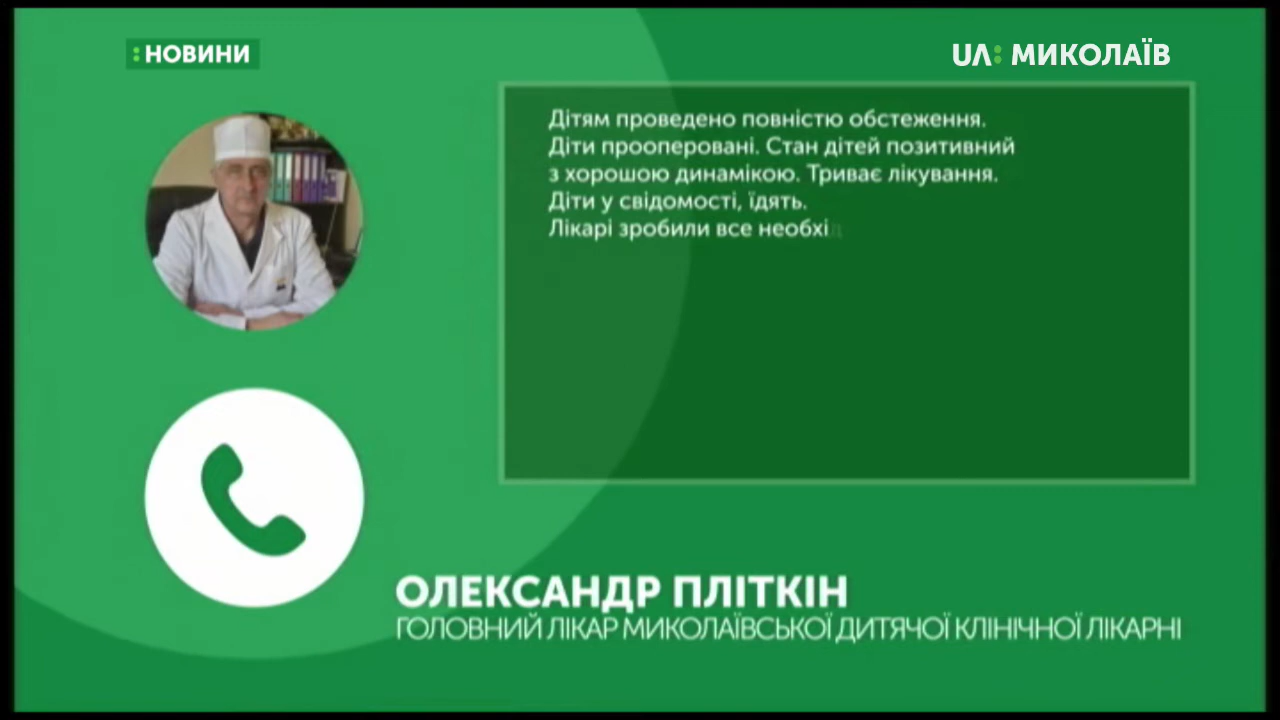 :НОВИНИ
UA: МИКОЛАЇВ
Дітям проведено повністю обстеження.
Діти прооперовані. Стан дітей позитивний
з хорошою динамікою. Триває лікування.
Діти у свідомості, їдять.
Лікарі зробили все
ОЛЕКСАНДР ПЛІТКІН
ГОЛОВНИЙ ЛІКАР МИКОЛАЇВСЬКОЇ ДИТЯЧОЇ КЛІНІЧНОЇ ЛІКАРНІ